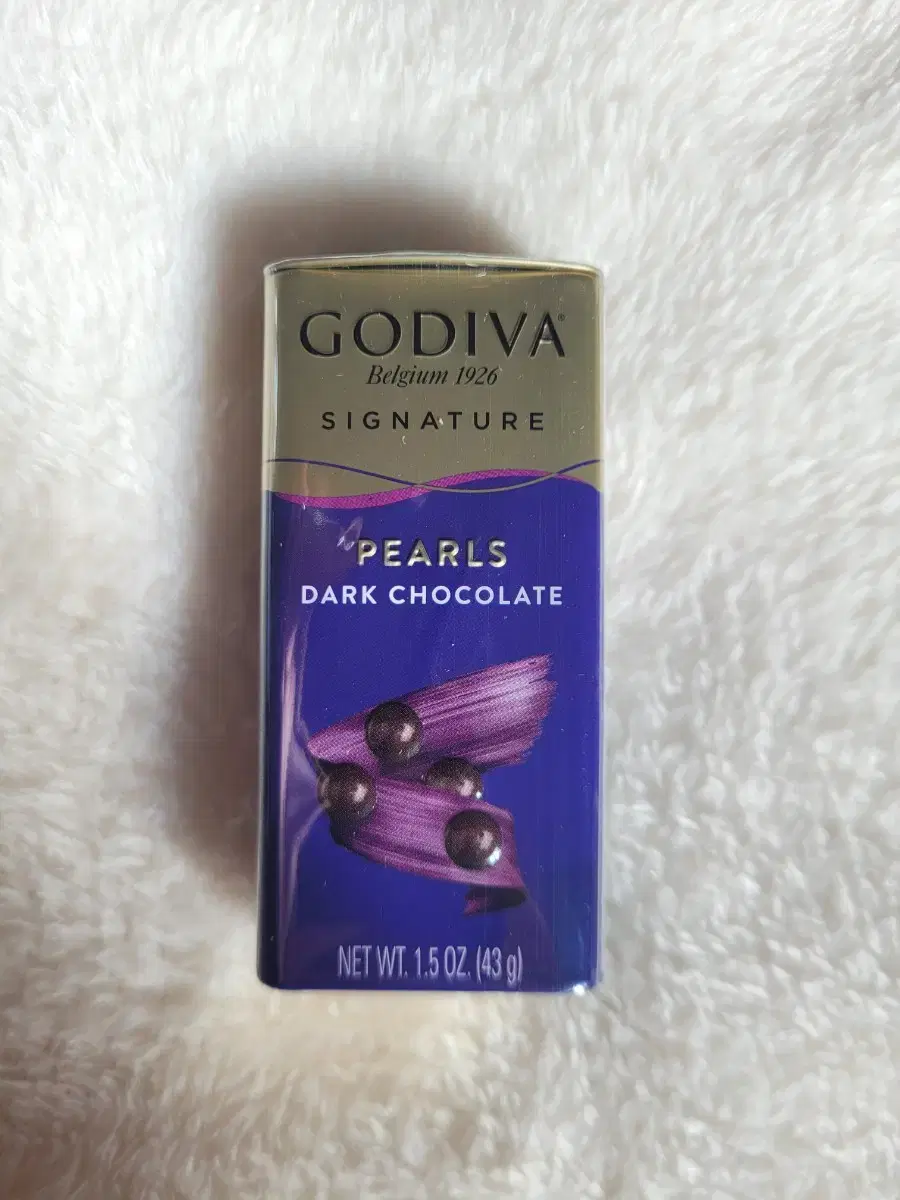 GODIVA®
Belgium 1926
SIGNATURE
PEARLS
DARK CHOCOLATE
NET WT. 1.5 OZ. (43 g)